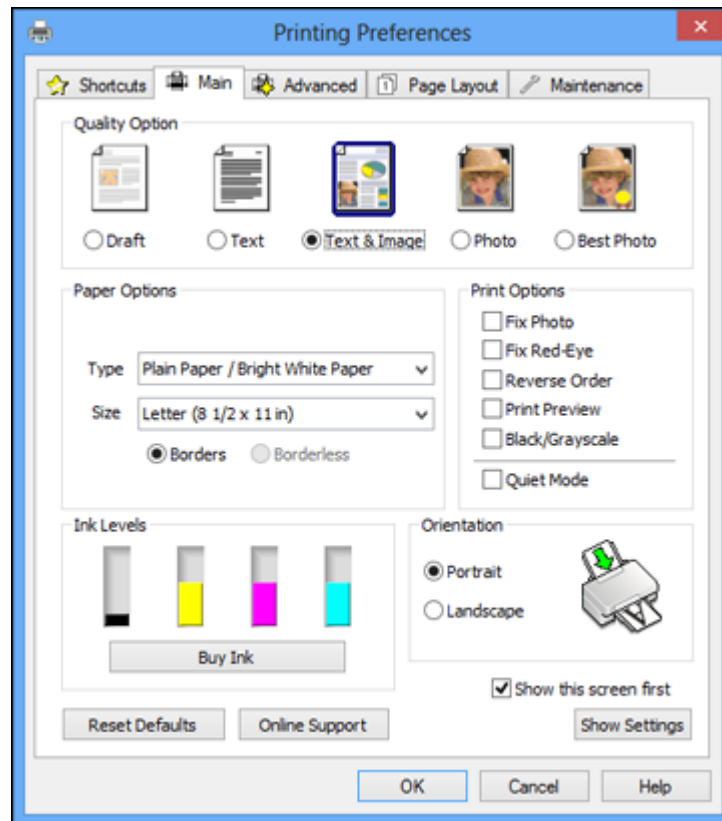 Printing Preferences
Shortcuts Main Advanced 1 Page Layout Maintenance
Quality Option
Draft Text Text & Image Photo Best Photo
Paper Options
Type Plain Paper / Bright White Paper
Size Letter (8 1/2 x 11 in)
Borders Borderless
Print Options
Fix Photo
Fix Red-Eye
Reverse Order
Print Preview
Black/Grayscale
Quiet Mode
Ink Levels
Buy Ink
Orientation
Portrait
Landscape
Show this screen first
Reset Defaults Online Support Show Settings
OK Cancel Help